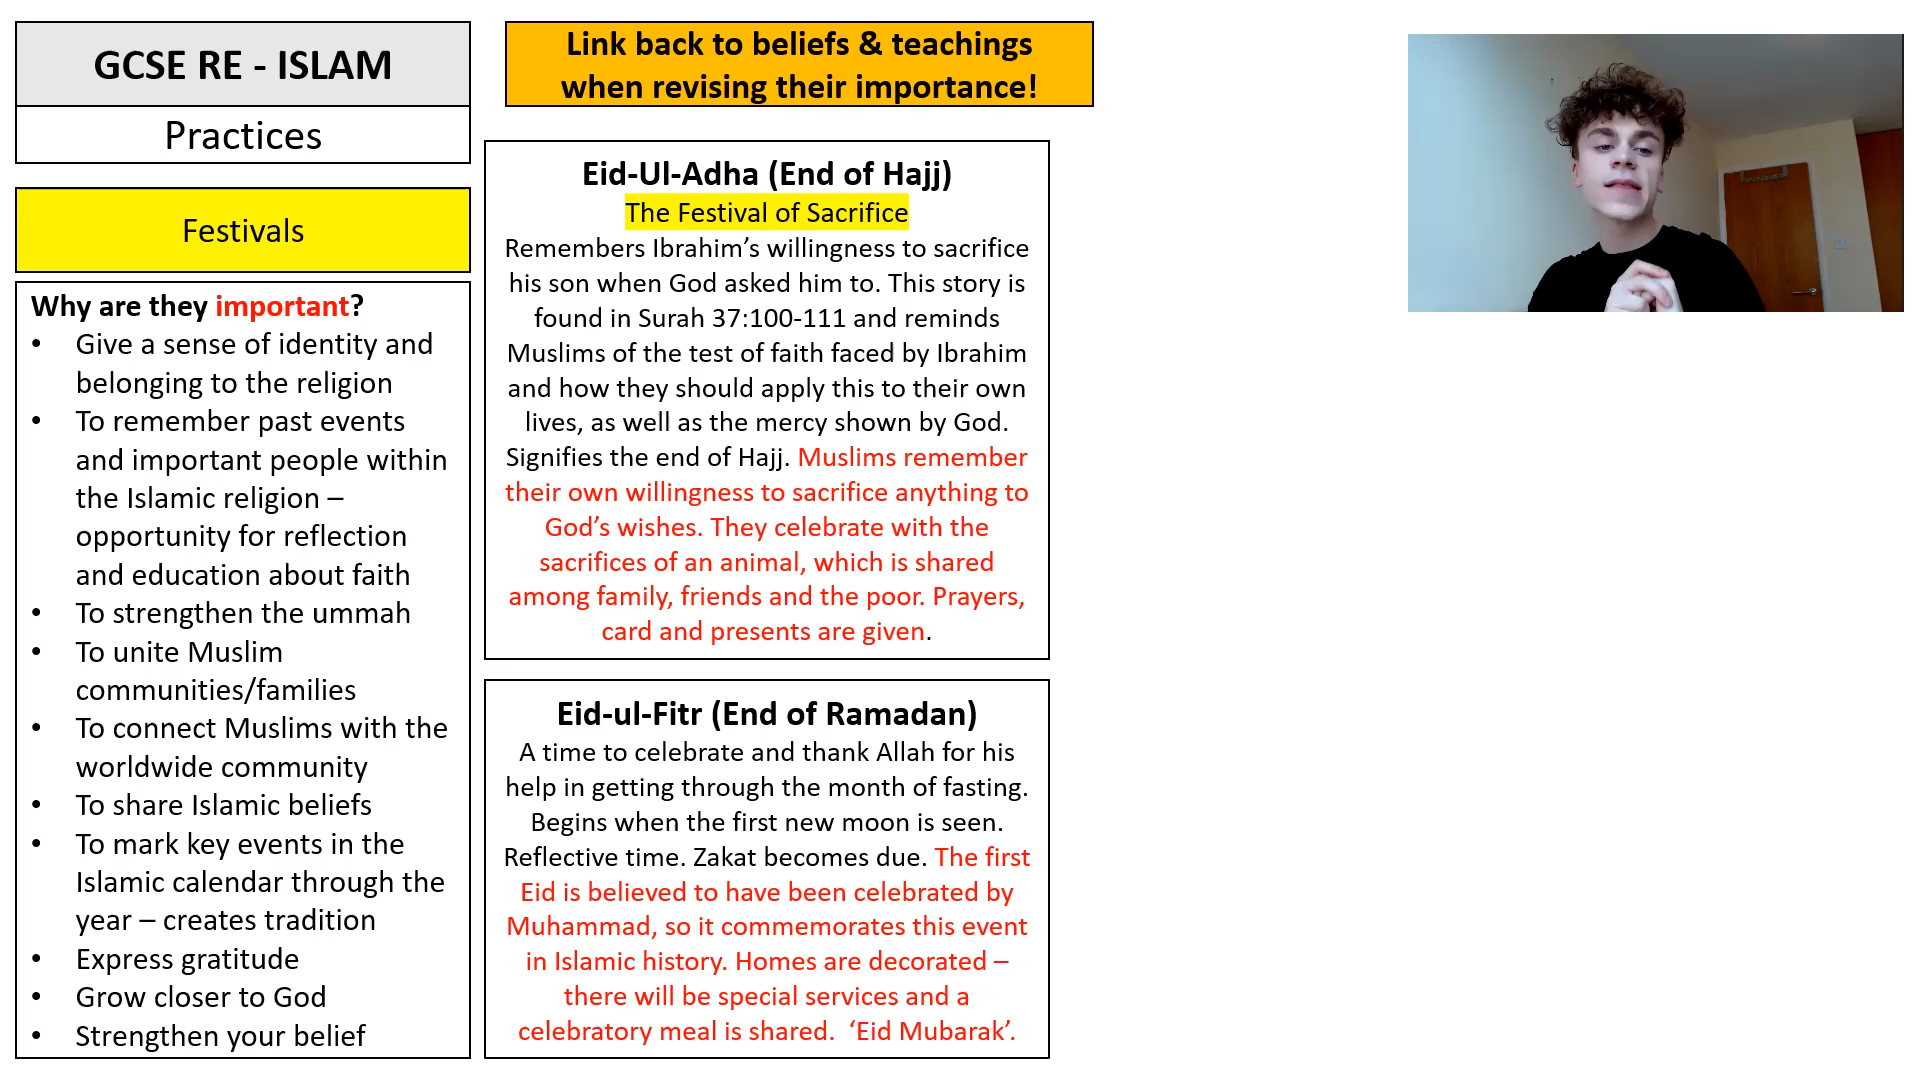 GCSE RE - ISLAM
Practices
Festivals
Why are they important?
• Give a sense of identity and
belonging to the religion
• To remember past events
and important people within
the Islamic religion –
opportunity for reflection
and education about faith
• To strengthen the ummah
• To unite Muslim
communities/families
• To connect Muslims with the
worldwide community
• To share Islamic beliefs
• To mark key events in the
Islamic calendar through the
year – creates tradition
• Express gratitude
• Grow closer to God
• Strengthen your belief
Link back to beliefs & teachings
when revising their importance!
Eid-Ul-Adha (End of Hajj)
The Festival of Sacrifice
Remembers Ibrahim’s willingness to sacrifice
his son when God asked him to. This story is
found in Surah 37:100-111 and reminds
Muslims of the test of faith faced by Ibrahim
and how they should apply this to their own
lives, as well as the mercy shown by God.
Signifies the end of Hajj. Muslims remember
their own willingness to sacrifice anything to
God’s wishes. They celebrate with the
sacrifices of an animal, which is shared
among family, friends and the poor. Prayers,
card and presents are given.
Eid-ul-Fitr (End of Ramadan)
A time to celebrate and thank Allah for his
help in getting through the month of fasting.
Begins when the first new moon is seen.
Reflective time. Zakat becomes due. The first
Eid is believed to have been celebrated by
Muhammad, so it commemorates this event
in Islamic history. Homes are decorated –
there will be special services and a
celebratory meal is shared.  ‘Eid Mubarak’.